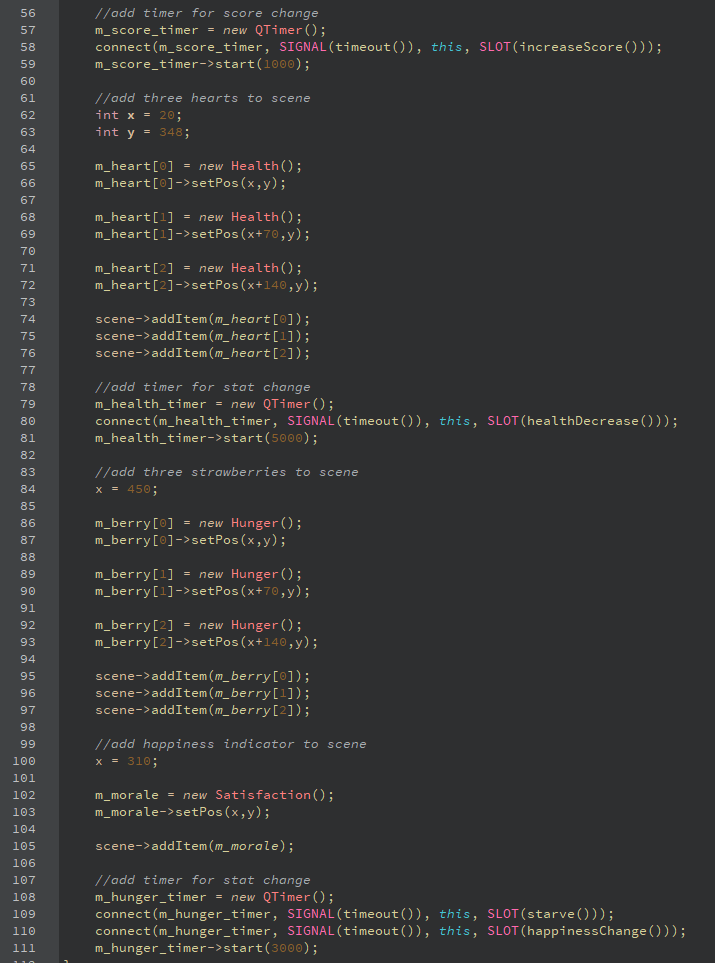 56 //add timer for score change
57 m_score_timer = new QTimer();
58 connect(m_score_timer, SIGNAL(timeout()), this, SLOT(increaseScore()));
59 m_score_timer->start(1000);
60
61 //add three hearts to scene
62 int x = 20;
63 int y = 348;
64
65 m_heart[0] = new Health();
66 m_heart[0]->setPos(x,y);
67
68 m_heart[1] = new Health();
69 m_heart[1]->setPos(x+70,y);
70
71 m_heart[2] = new Health();
72 m_heart[2]->setPos(x+140,y);
73
74 scene->addItem(m_heart[0]);
75 scene->addItem(m_heart[1]);
76 scene->addItem(m_heart[2]);
77
78 //add timer for stat change
79 m_health_timer = new QTimer();
80 connect(m_health_timer, SIGNAL(timeout()), this, SLOT(healthDecrease()));
81 m_health_timer->start(5000);
82
83 //add three strawberries to scene
84 x = 450;
85
86 m_berry[0] = new Hunger();
87 m_berry[0]->setPos(x,y);
88
89 m_berry[1] = new Hunger();
90 m_berry[1]->setPos(x+70,y);
91
92 m_berry[2] = new Hunger();
93 m_berry[2]->setPos(x+140,y);
94
95 scene->addItem(m_berry[0]);
96 scene->addItem(m_berry[1]);
97 scene->addItem(m_berry[2]);
98
99 //add happiness indicator to scene
100 x = 310;
101
102 m_morale = new Satisfaction();
103 m_morale->setPos(x,y);
104
105 scene->addItem(m_morale);
106
107 //add timer for stat change
108 m_hunger_timer = new QTimer();
109 connect(m_hunger_timer, SIGNAL(timeout()), this, SLOT(starve()));
110 connect(m_hunger_timer, SIGNAL(timeout()), this, SLOT(happinessChange()));
111 m_hunger_timer->start(3000);